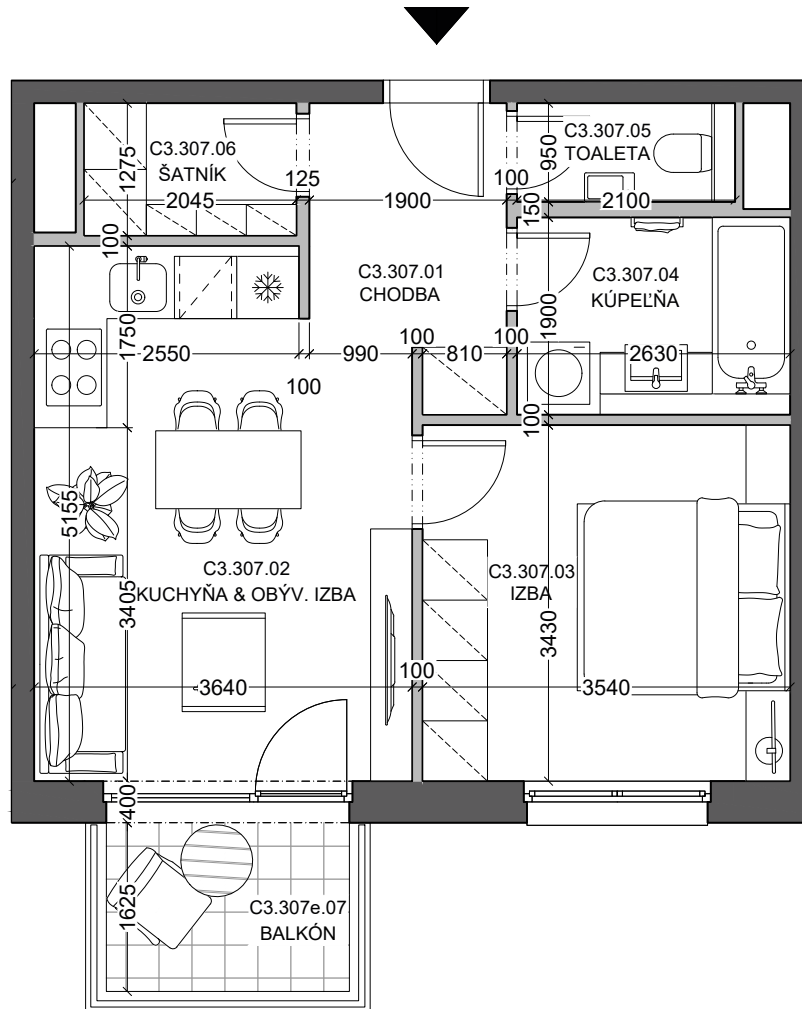 C3.307.06
ŠATNÍK
1275
2045
125
1900
100
C3.307.05
TOALETA
950
2100
150
100
C3.307.01
CHODBA
C3.307.04
KÚPEĽŇA
1900
1750
2550
990
100
810
100
2630
100
100
5155
C3.307.02
KUCHYŇA & OBÝV. IZBA
3405
C3.307.03
IZBA
3430
3640
100
3540
400
1625
C3.307e.07
BALKÓN